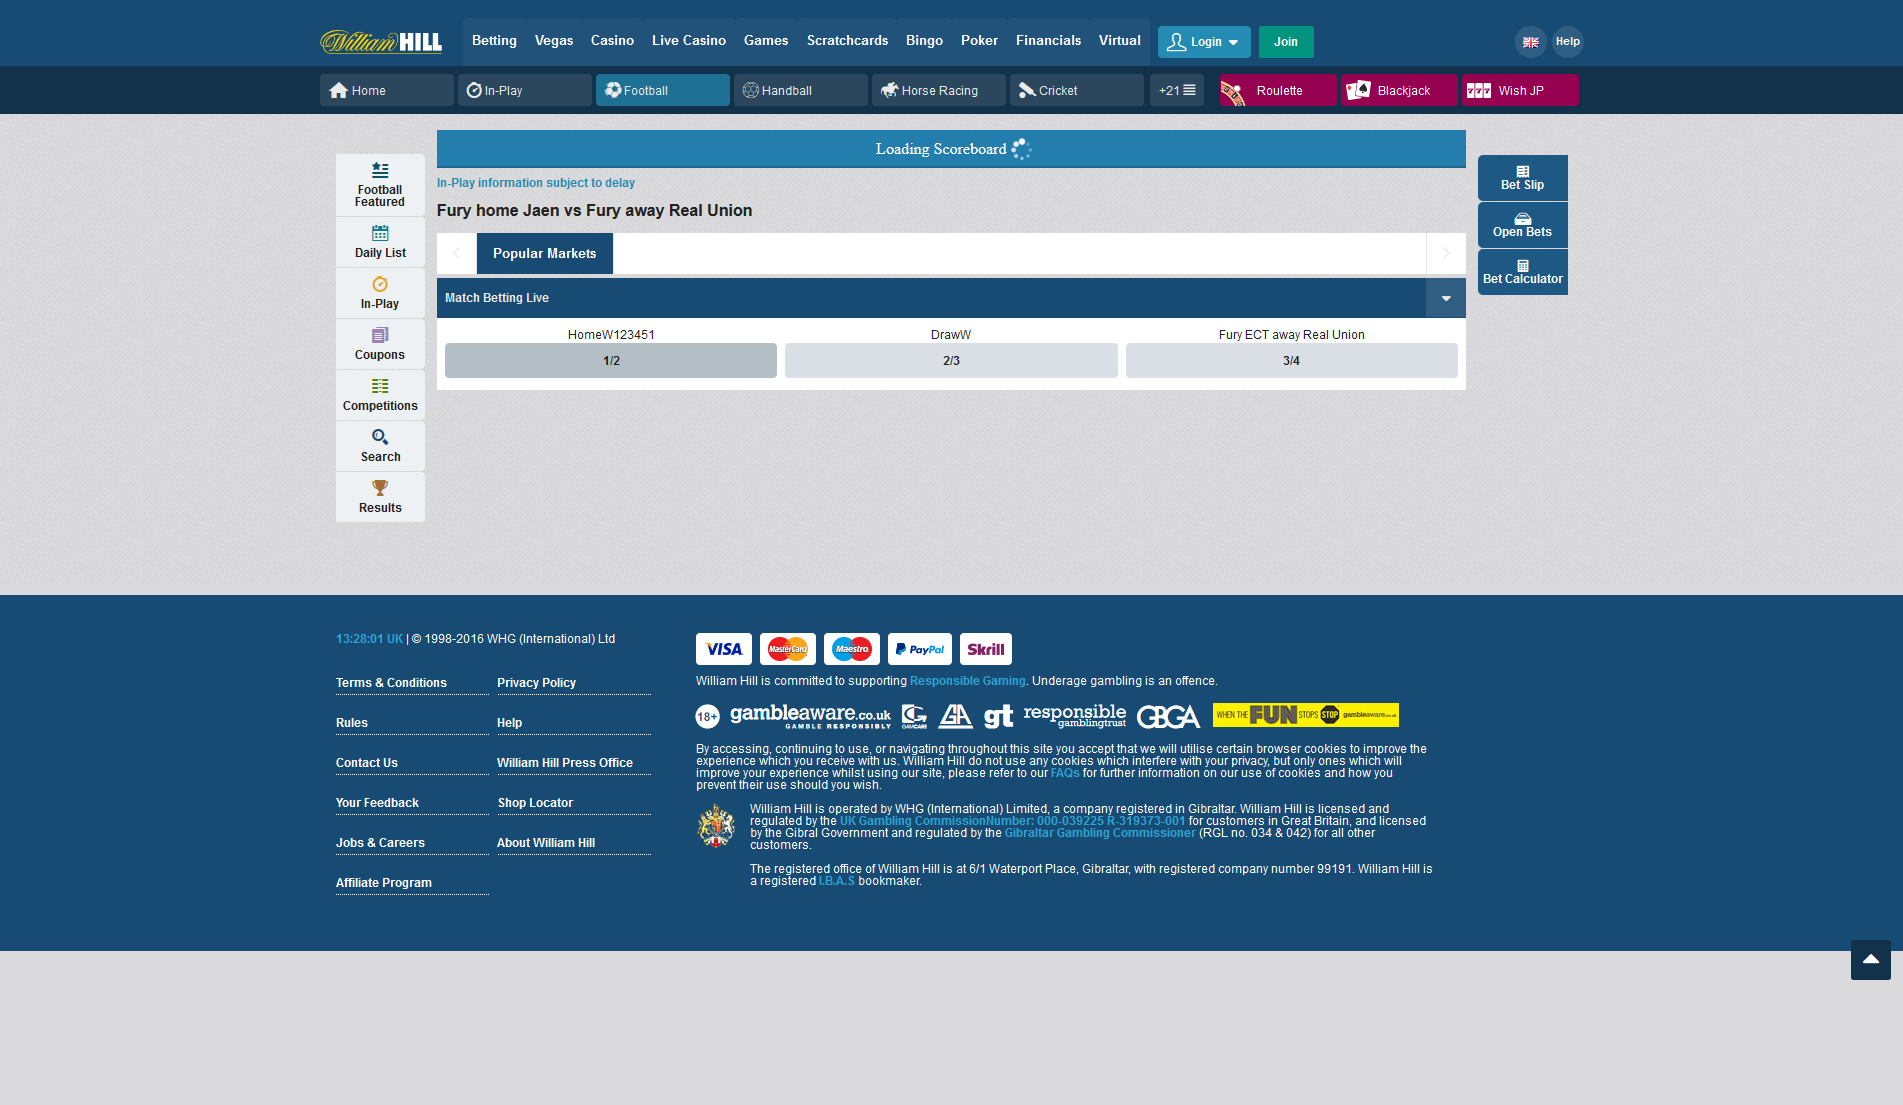 William HILL
Betting Vegas Casino Live Casino Games Scratchcards Bingo Poker Financials Virtual Login Join Help
Home In-Play Football Handball Horse Racing Cricket +21 Roulette Blackjack 777 Wish JP
Loading Scoreboard
In-Play information subject to delay
Fury home Jaen vs Fury away Real Union
Popular Markets
Match Betting Live
HomeW123451 DrawW Fury ECT away Real Union
1/2 2/3 3/4
Football
Featured
Daily List
In-Play
Coupons
Competitions
Search
Results
Bet Slip
Open Bets
Bet Calculator
13:28:01 UK | © 1998-2016 WHG (International) Ltd
Terms & Conditions Privacy Policy
Rules Help
Contact Us William Hill Press Office
Your Feedback Shop Locator
Jobs & Careers About William Hill
Affiliate Program
VISA MasterCard Maestro PayPal Skrill
William Hill is committed to supporting Responsible Gaming. Underage gambling is an offence.
18+ gambleaware.co.uk GAMBLE RESPONSIBLY GAMCARE GA gt responsible gamblingtrust GBGA WHEN THE FUN STOPS STOP gambleaware.co.uk
By accessing, continuing to use, or navigating throughout this site you accept that we will utilise certain browser cookies to improve the
experience which you receive with us. William Hill do not use any cookies which interfere with your privacy, but only ones which will
improve your experience whilst using our site, please refer to our FAQs for further information on our use of cookies and how you
prevent their use should you wish.
William Hill is operated by WHG (International) Limited, a company registered in Gibraltar. William Hill is licensed and
regulated by the UK Gambling CommissionNumber: 000-039225 R-319373-001 for customers in Great Britain, and licensed
by the Gibral Government and regulated by the Gibraltar Gambling Commissioner (RGL no. 034 & 042) for all other
customers.
The registered office of William Hill is at 6/1 Waterport Place, Gibraltar, with registered company number 99191. William Hill is
a registered I.B.A.S bookmaker.